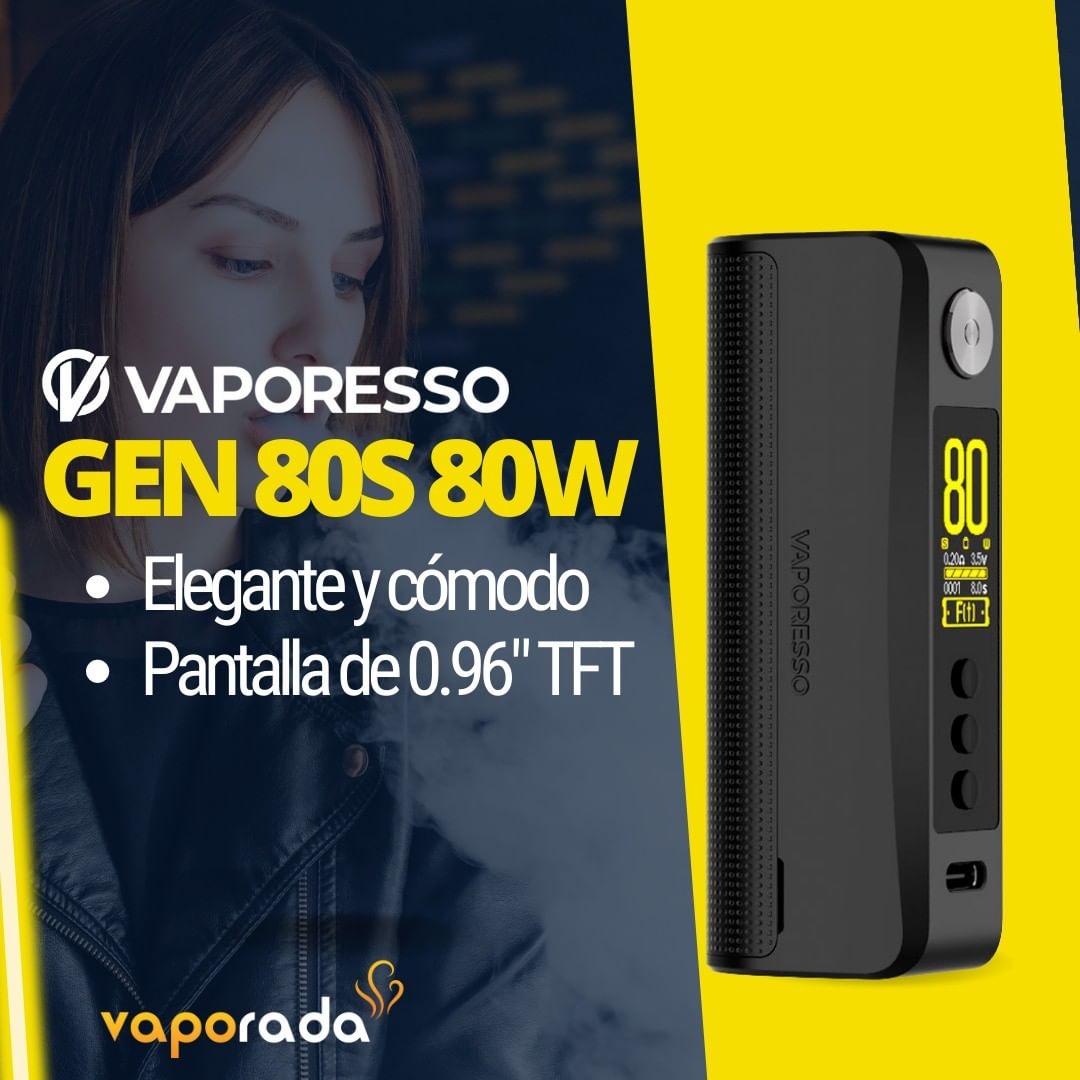 VAPORESSO
GEN 80S 80W
• Elegante y cómodo
• Pantalla de 0.96" TFT
vaporada
VAPORESSO
80
S W
0.20Ω 3.5V
0001 8.0s
F(t)